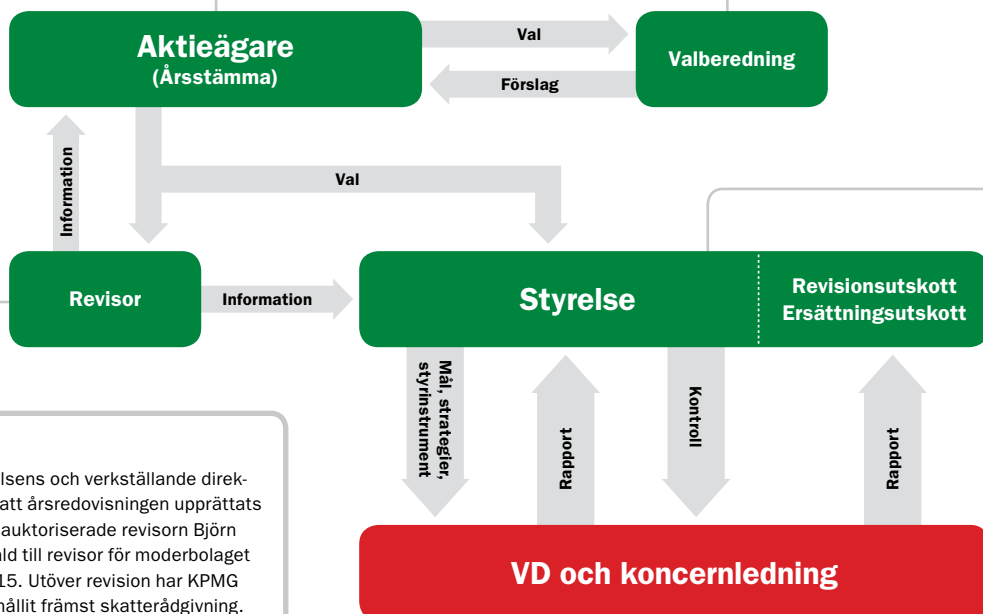 Aktieägare
(Årsstämma)
Val
Förslag
Valberedning
Information
Val
Revisor
Information
Styrelse
Revisionsutskott
Ersättningsutskott
Mål, strategier,
styrinstrument
Rapport
Kontroll
Rapport
VD och koncernledning
lsens och verkställande direk-
att årsredovisningen upprättats
auktoriserade revisorn Björn
ld till revisor för moderbolaget
15. Utöver revision har KPMG
hållit främst skatterådgivning.